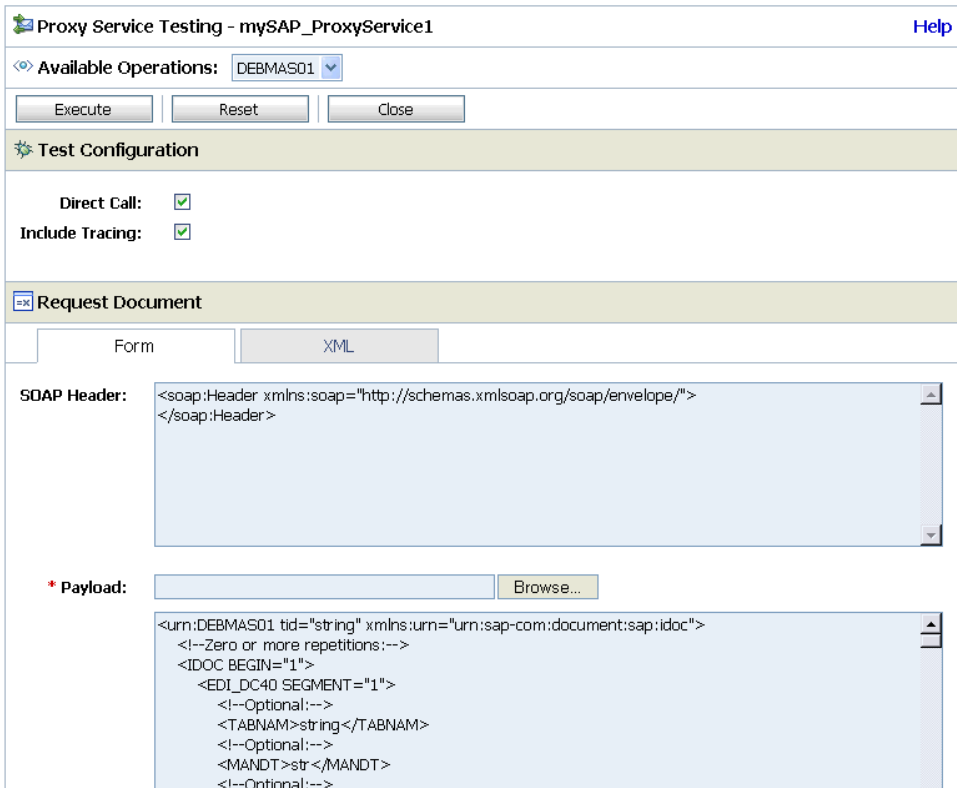 Proxy Service Testing - mySAP_ProxyService1 Help
Available Operations: DEBMAS01
Execute Reset Close
Test Configuration
Direct Call:
Include Tracing:
Request Document
Form XML
SOAP Header: <soap:Header xmlns:soap="http://schemas.xmlsoap.org/soap/envelope/">
</soap:Header>
* Payload: Browse...
<urn:DEBMAS01 tid="string" xmlns:urn="urn:sap-com:document:sap:idoc">
<!--Zero or more repetitions:-->
<IDOC BEGIN="1">
<EDI_DC40 SEGMENT="1">
<!--Optional:-->
<TABNAM>string</TABNAM>
<!--Optional:-->
<MANDT>str</MANDT>
<!--Optional:-->